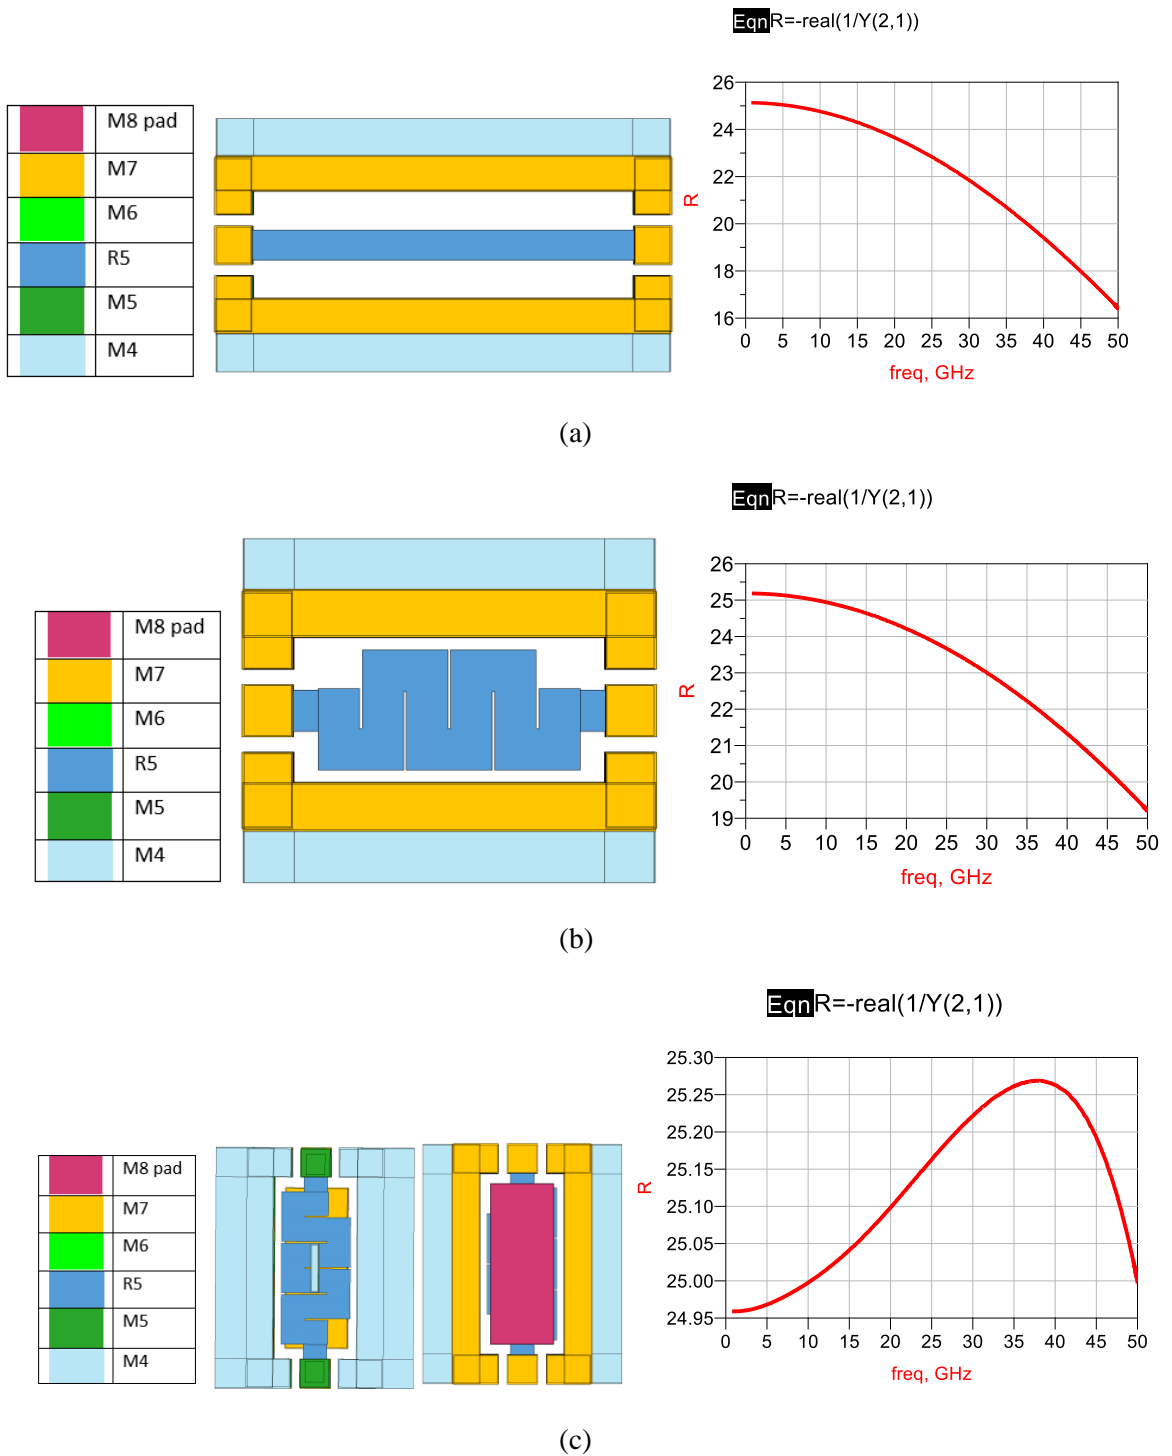 Eqn R=-real(1/Y(2,1))
M8 pad
M7
M6
R5
M5
M4
26
24
22
20
18
16
R
0 5 10 15 20 25 30 35 40 45 50
freq, GHz
(a)
Eqn R=-real(1/Y(2,1))
M8 pad
M7
M6
R5
M5
M4
26
25
24
23
22
21
20
19
R
0 5 10 15 20 25 30 35 40 45 50
freq, GHz
(b)
Eqn R=-real(1/Y(2,1))
M8 pad
M7
M6
R5
M5
M4
25.30
25.25
25.20
25.15
25.10
25.05
25.00
24.95
R
0 5 10 15 20 25 30 35 40 45 50
freq, GHz
(c)